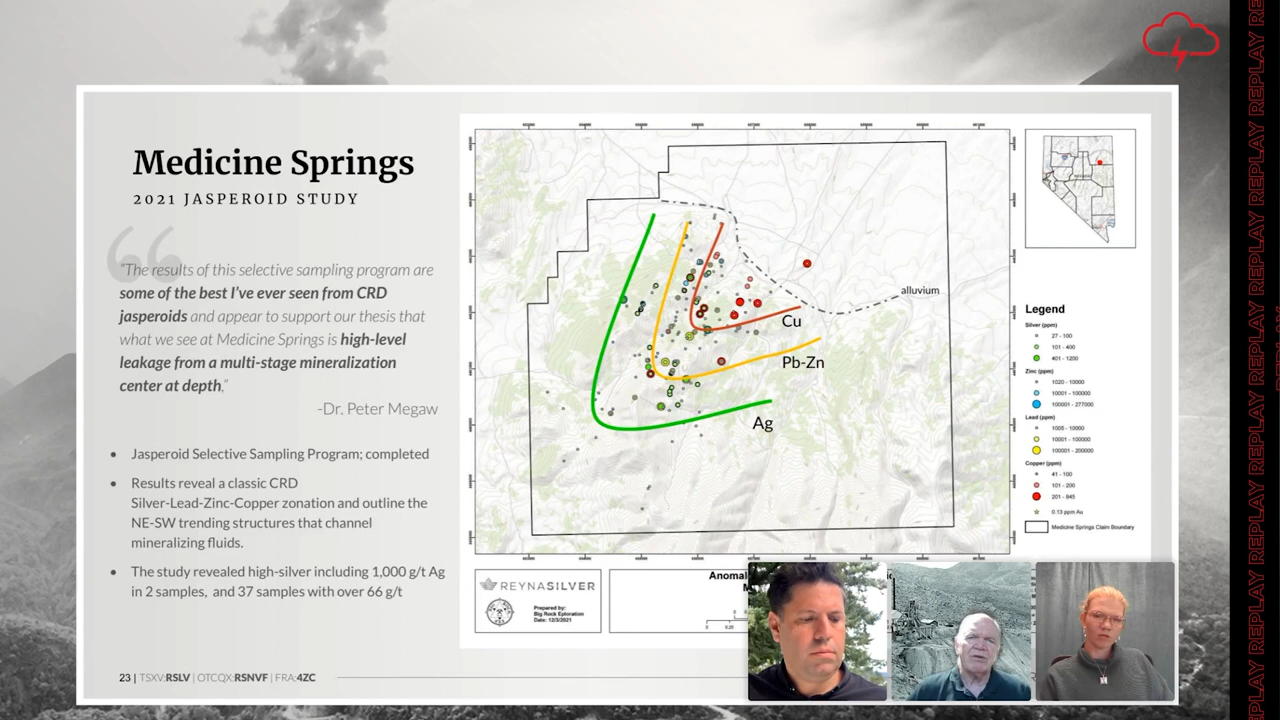 Medicine Springs
2021 JASPEROID STUDY
“The results of this selective sampling program are
some of the best I've ever seen from CRD
jasperoids and appear to support our thesis that
what we see at Medicine Springs is high-level
leakage from a multi-stage mineralization
center at depth.”
-Dr. Peter Megaw
• Jasperoid Selective Sampling Program; completed
• Results reveal a classic CRD
Silver-Lead-Zinc-Copper zonation and outline the
NE-SW trending structures that channel
mineralizing fluids.
• The study revealed high-silver including 1,000 g/t Ag
in 2 samples, and 37 samples with over 66 g/t
23 | TSXV:RSLV | OTCQX:RSNVF | FRA:4ZC
alluvium
Cu
Pb-Zn
Ag
Legend
Silver (ppm)
27 - 100
101 - 400
401 - 1200
Zinc (ppm)
1020 - 10000
10001 - 100000
100001 - 277000
Lead (ppm)
1005 - 10000
10001 - 100000
100001 - 200000
Copper (ppm)
41 - 100
101 - 200
201 - 845
0.13 ppm Au
Medicine Springs Claim Boundary
REYNASILVER
Prepared by:
Big Rock Exploration
Date: 12/3/2021
REPLAY REPLAY REPLAY REPLAY REPLAY REPLAY REPLAY